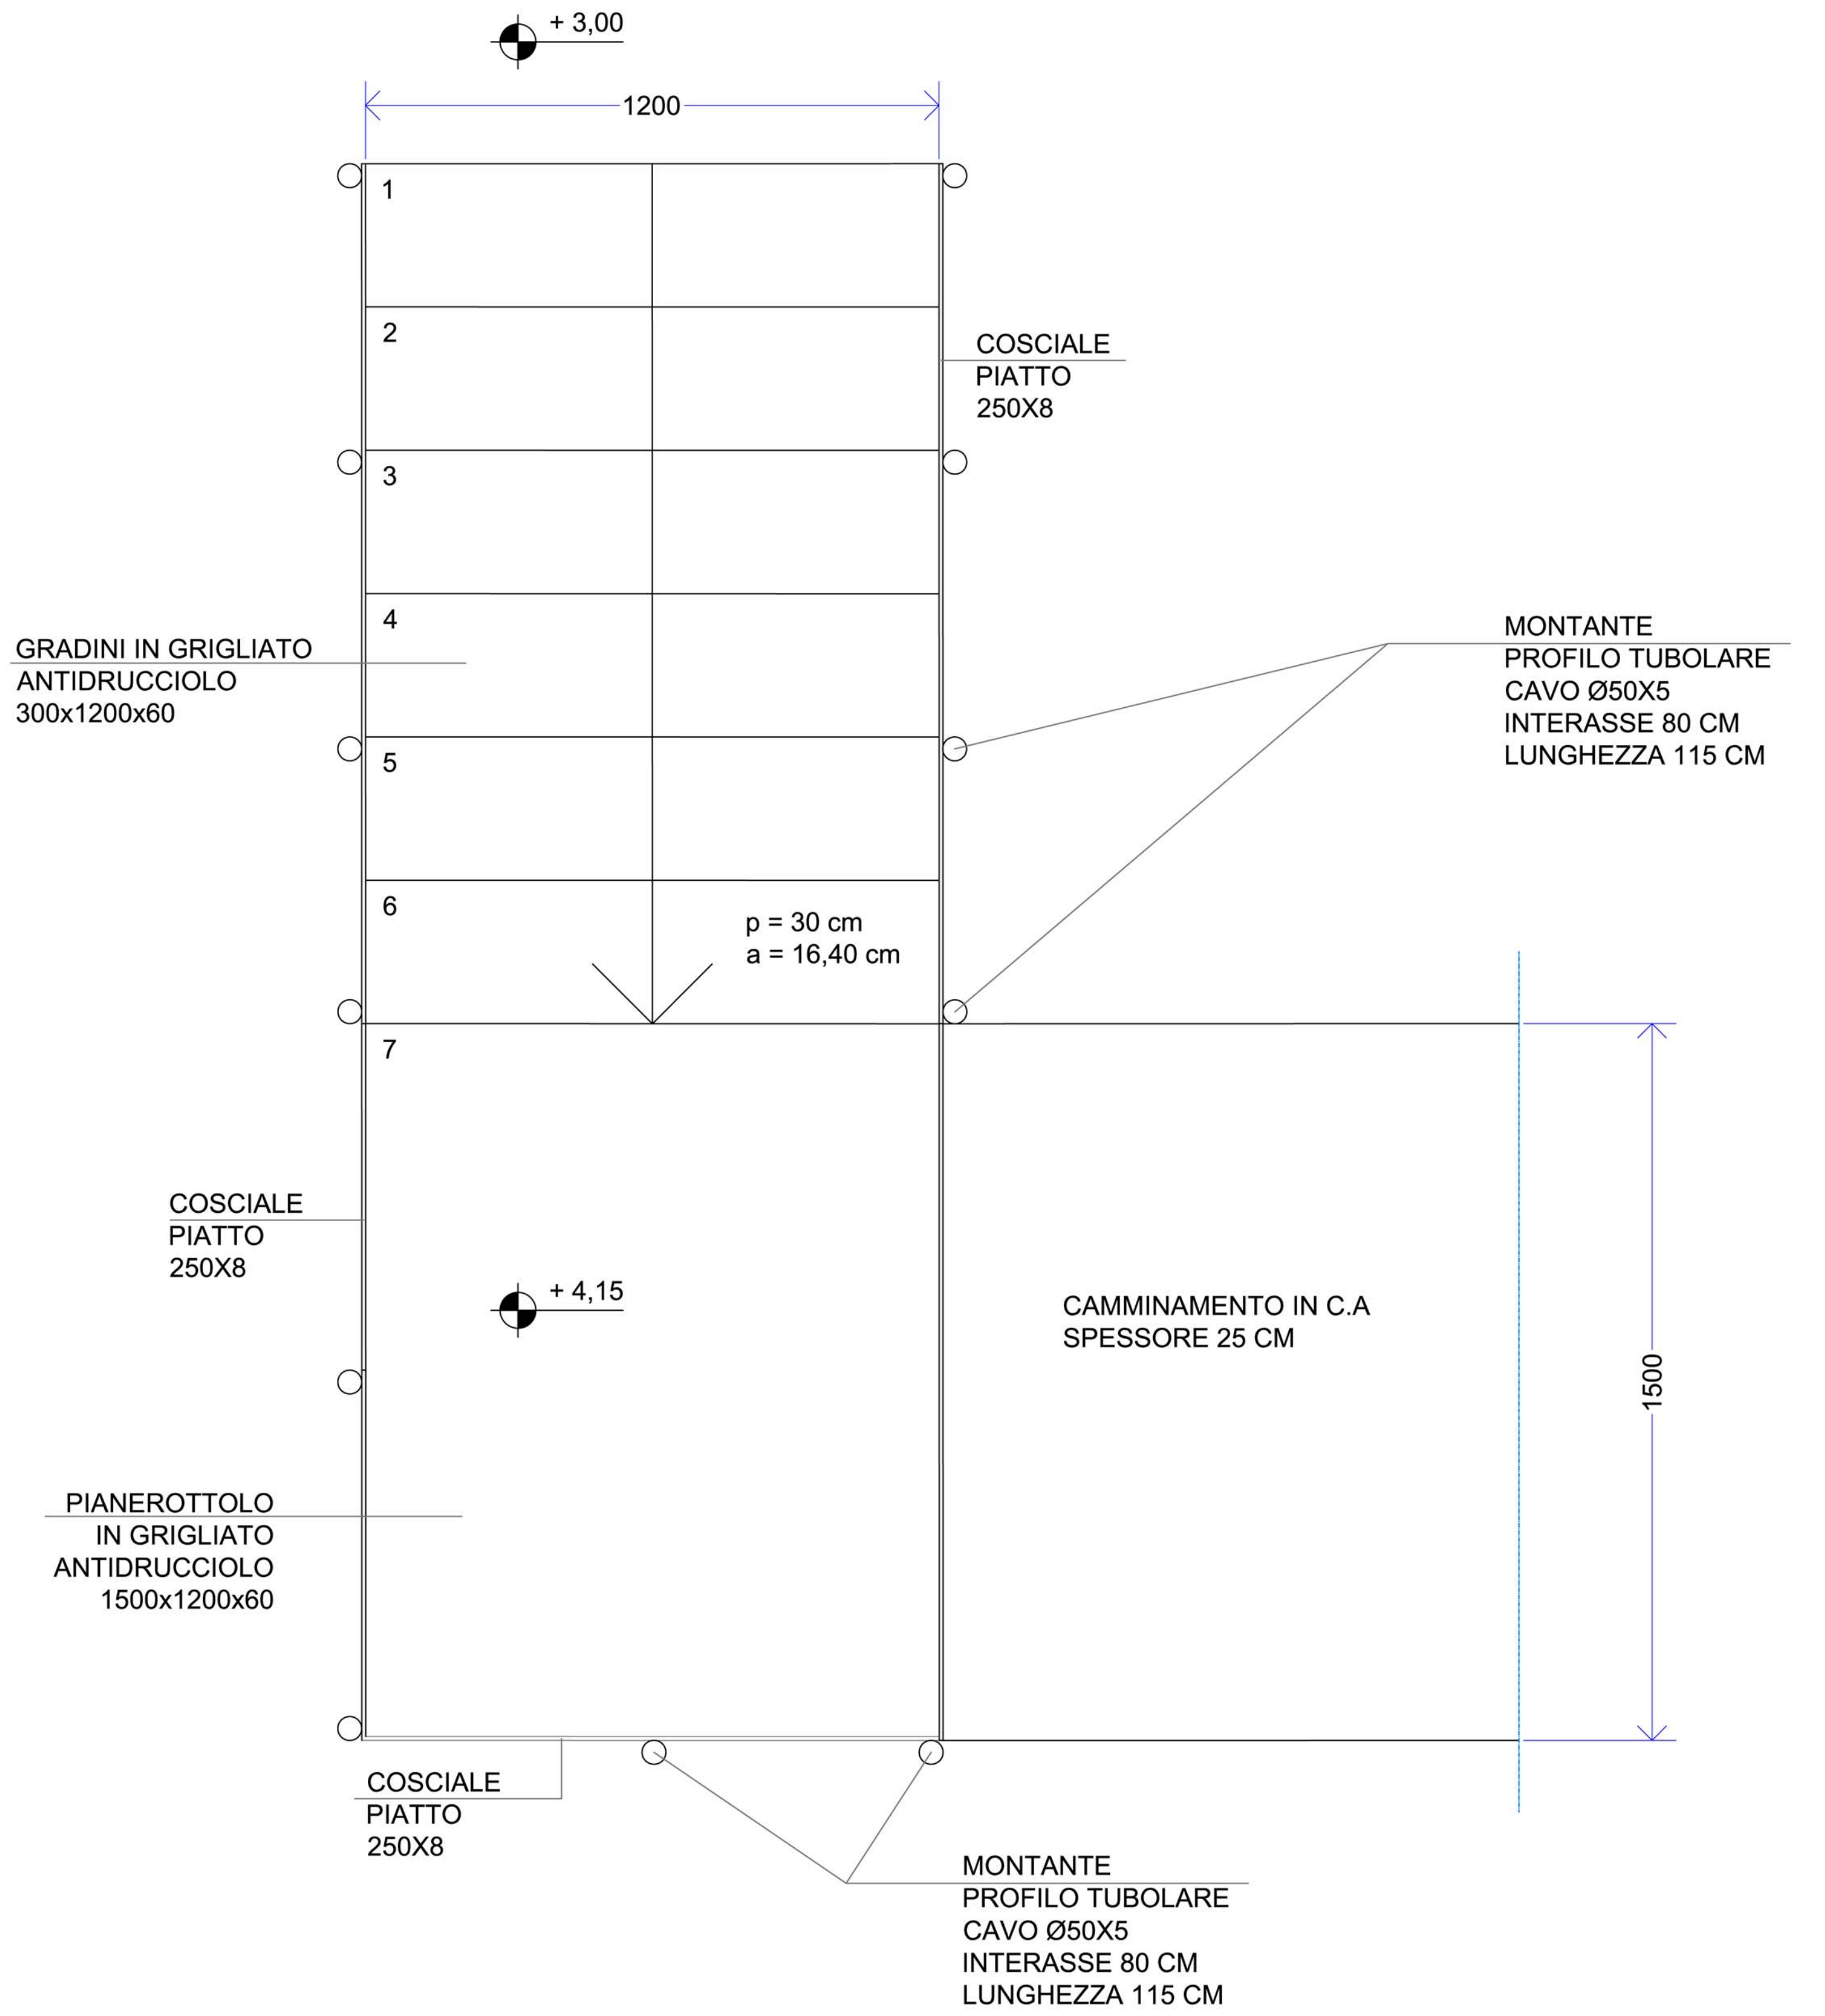 + 3,00
1200
1
2
COSCIALE
PIATTO
250X8
3
4
GRADINI IN GRIGLIATO
ANTIDRUCCIOLO
300x1200x60
MONTANTE
PROFILO TUBOLARE
CAVO Ø50X5
INTERASSE 80 CM
LUNGHEZZA 115 CM
5
6
p = 30 cm
a = 16,40 cm
7
COSCIALE
PIATTO
250X8
+ 4,15
CAMMINAMENTO IN C.A
SPESSORE 25 CM
1500
PIANEROTTOLO
IN GRIGLIATO
ANTIDRUCCIOLO
1500x1200x60
COSCIALE
PIATTO
250X8
MONTANTE
PROFILO TUBOLARE
CAVO Ø50X5
INTERASSE 80 CM
LUNGHEZZA 115 CM